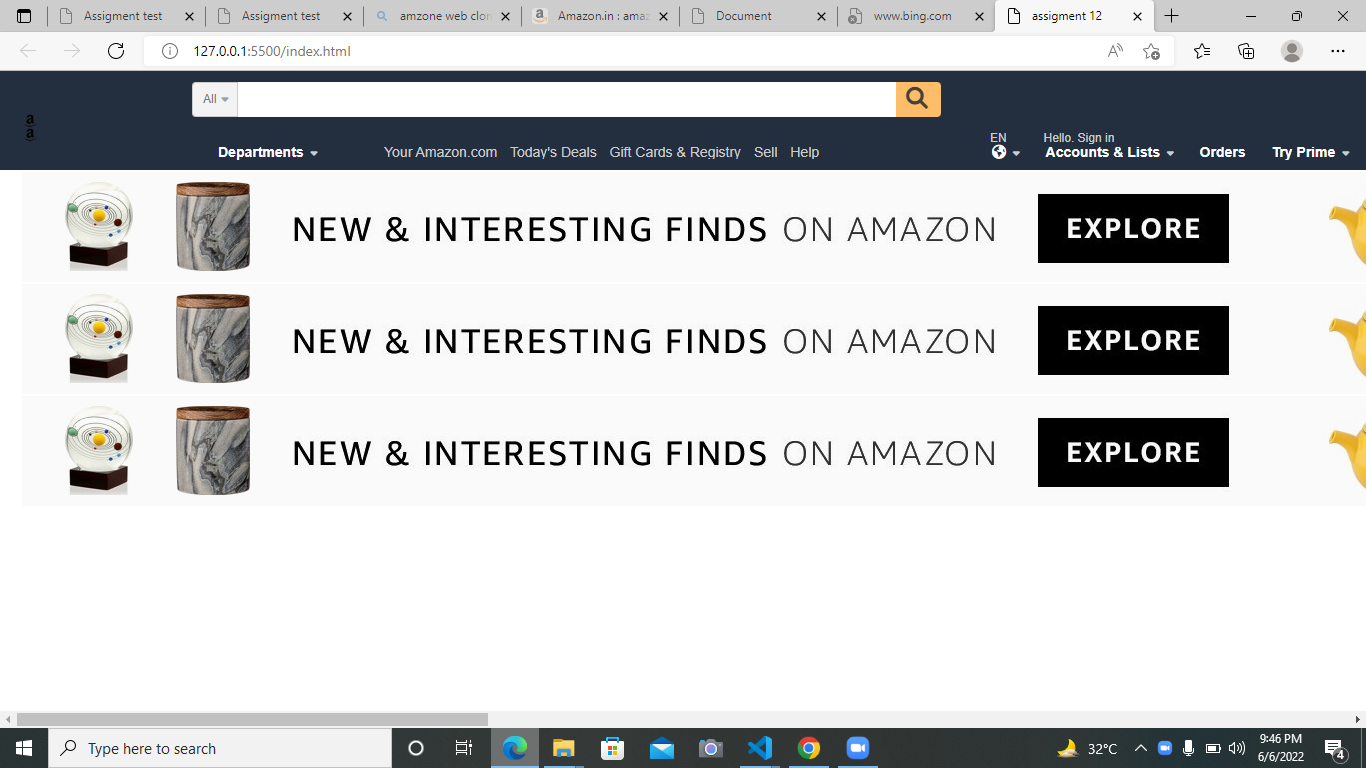 Assigment test
Assigment test
amzone web clon
Amazon.in : amaz
Document
www.bing.com
assigment 12
127.0.0.1:5500/index.html
All
a
a
Departments
Your Amazon.com Today's Deals Gift Cards & Registry Sell Help
EN
Hello. Sign in
Accounts & Lists
Orders
Try Prime
NEW & INTERESTING FINDS ON AMAZON EXPLORE
NEW & INTERESTING FINDS ON AMAZON EXPLORE
NEW & INTERESTING FINDS ON AMAZON EXPLORE
Type here to search
32°C
9:46 PM
6/6/2022
4